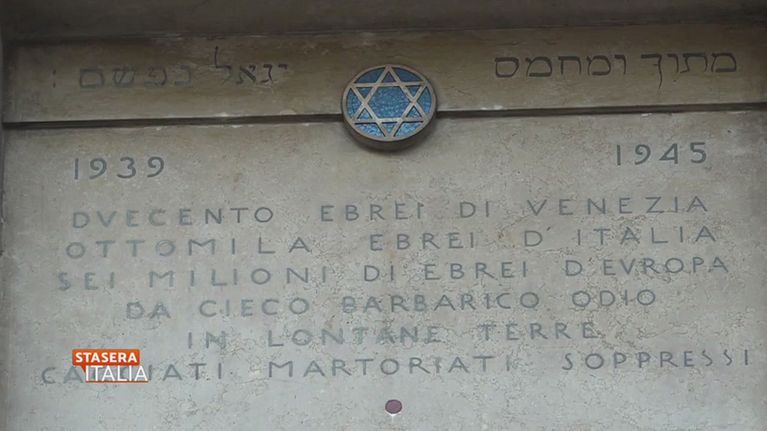 מתוך ומחמס יגאל נפשם :
1939 1945
DVECENTO EBREI DI VENEZIA
OTTOMILA EBREI D'ITALIA
SEI MILIONI DI EBREI D'EVROPA
DA CIECO BARBARICO ODIO
IN LONTANE TERRE
CACCIATI MARTORIATI SOPPRESSI
STASERA
ITALIA